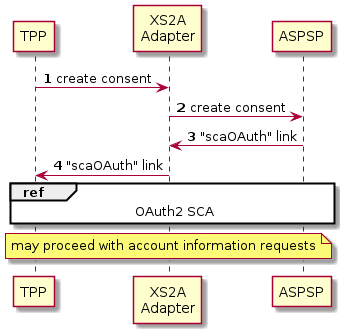 TPP
XS2A
Adapter
ASPSP
1 create consent
2 create consent
3 "scaOAuth" link
4 "scaOAuth" link
ref
OAuth2 SCA
may proceed with account information requests
TPP
XS2A
Adapter
ASPSP